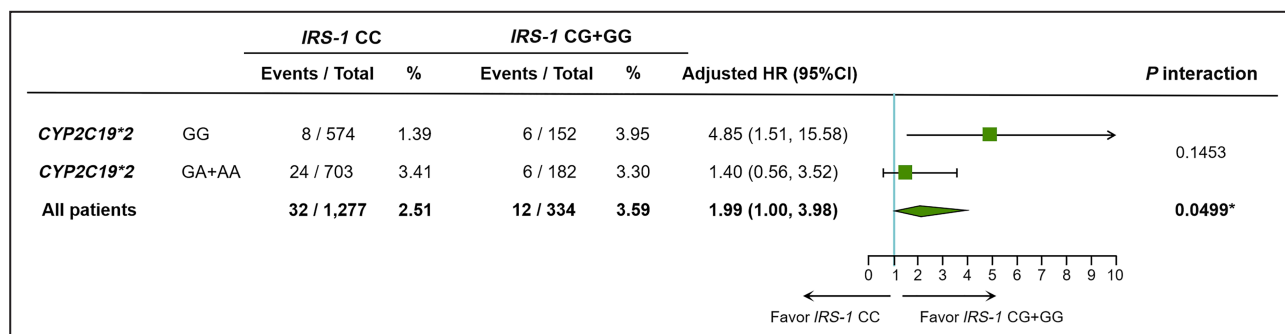 IRS-1 CC IRS-1 CG+GG
Events / Total % Events / Total % Adjusted HR (95%CI) P interaction
CYP2C19*2 GG 8 / 574 1.39 6 / 152 3.95 4.85 (1.51, 15.58)
0.1453
CYP2C19*2 GA+AA 24 / 703 3.41 6 / 182 3.30 1.40 (0.56, 3.52)
All patients 32 / 1,277 2.51 12 / 334 3.59 1.99 (1.00, 3.98) 0.0499*
0 1 2 3 4 5 6 7 8 9 10
Favor IRS-1 CC Favor IRS-1 CG+GG